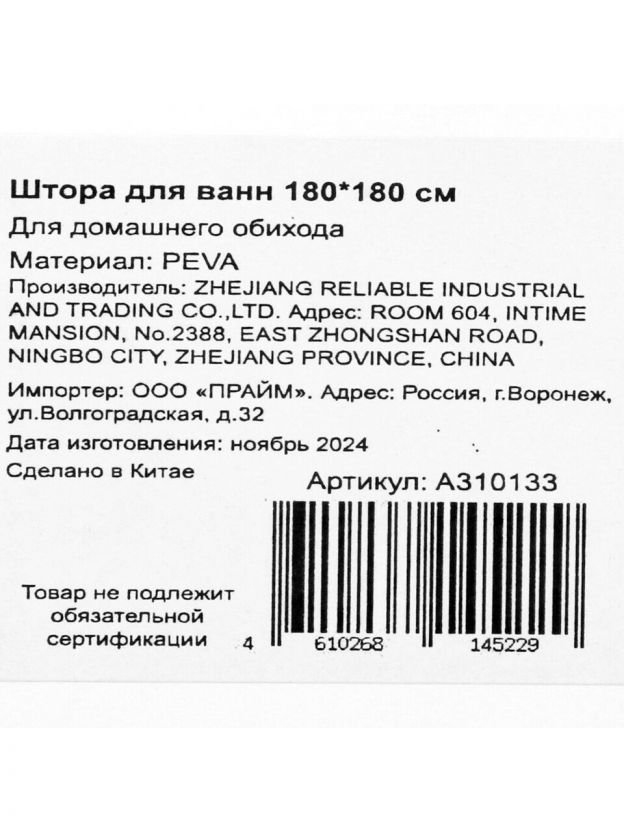 Штора для ванн 180*180 см
Для домашнего обихода
Материал: PEVA
Производитель: ZHEJIANG RELIABLE INDUSTRIAL
AND TRADING CO.,LTD. Адрес: ROOM 604, INTIME
MANSION, No.2388, EAST ZHONGSHAN ROAD,
NINGBO CITY, ZHEJIANG PROVINCE, CHINA
Импортер: ООО «ПРАЙМ». Адрес: Россия, г.Воронеж,
ул.Волгоградская, д.32
Дата изготовления: ноябрь 2024
Сделано в Китае
Артикул: A310133
Товар не подлежит
обязательной
сертификации
4 610268 145229